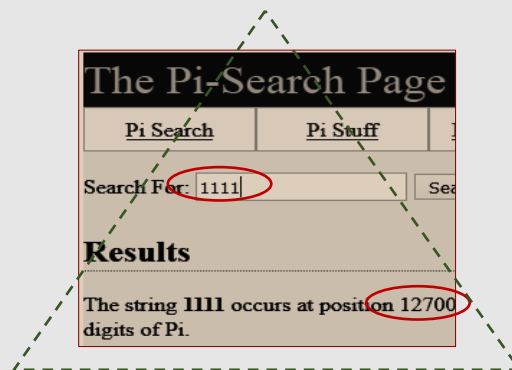 The Pi-Search Page
Pi Search Pi Stuff
Search For: 1111 Sea
Results
The string 1111 occurs at position 12700
digits of Pi.